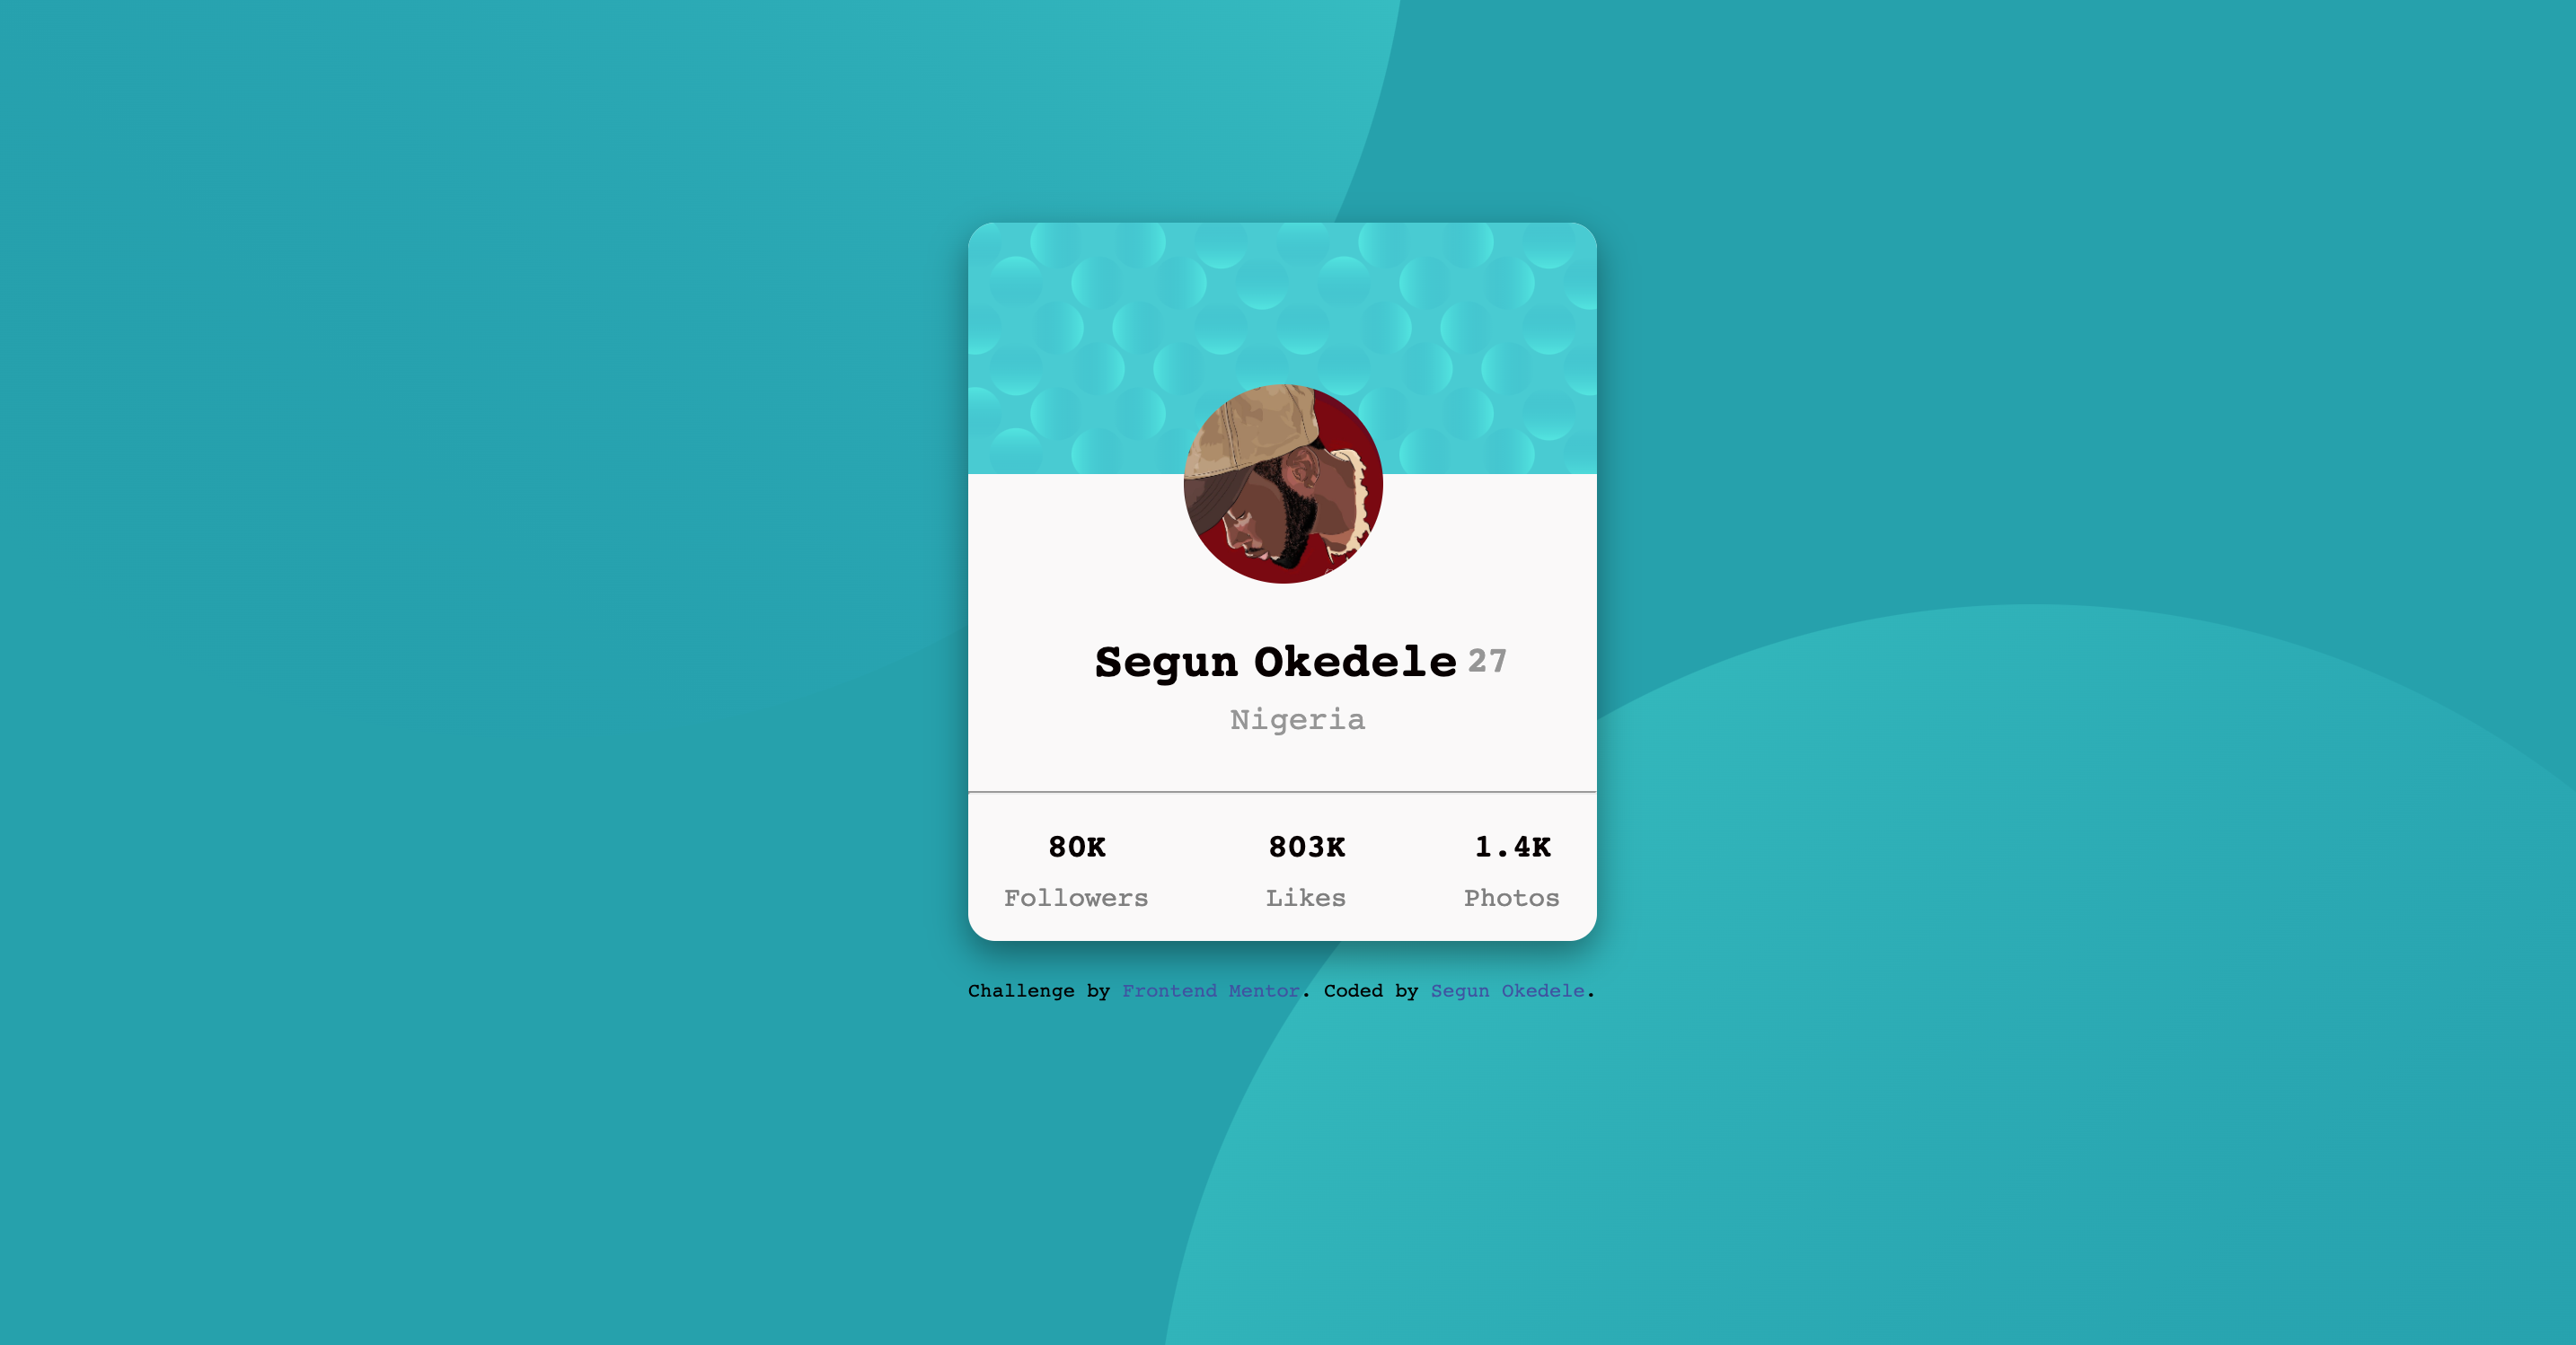 Segun Okedele 27
Nigeria
80K 803K 1.4K
Followers Likes Photos
Challenge by Frontend Mentor. Coded by Segun Okedele.